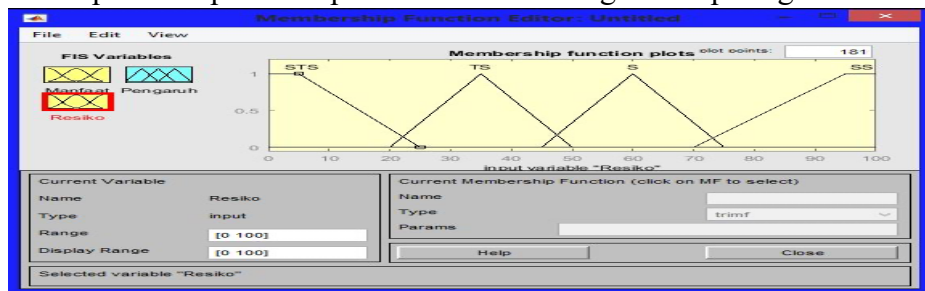 Membership Function Editor: Untitled
File Edit View
FIS Variables
Manfaat Pengaruh
Resiko
Membership function plots plot points: 181
STS TS S SS
1
0.5
0
0 10 20 30 40 50 60 70 80 90 100
input variable "Resiko"
Current Variable
Name Resiko
Type input
Range [0 100]
Display Range [0 100]
Current Membership Function (click on MF to select)
Name
Type trimf
Params
Help Close
Selected variable "Resiko"